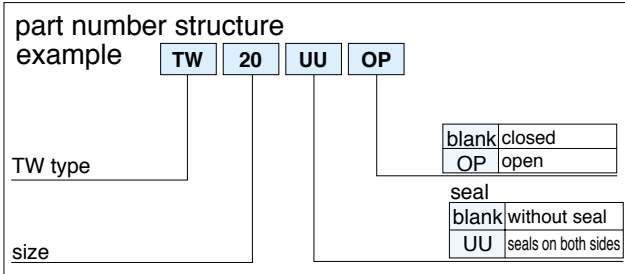 part number structure
example TW 20 UU OP
blank closed
OP open
TW type
seal
blank without seal
UU seals on both sides
size